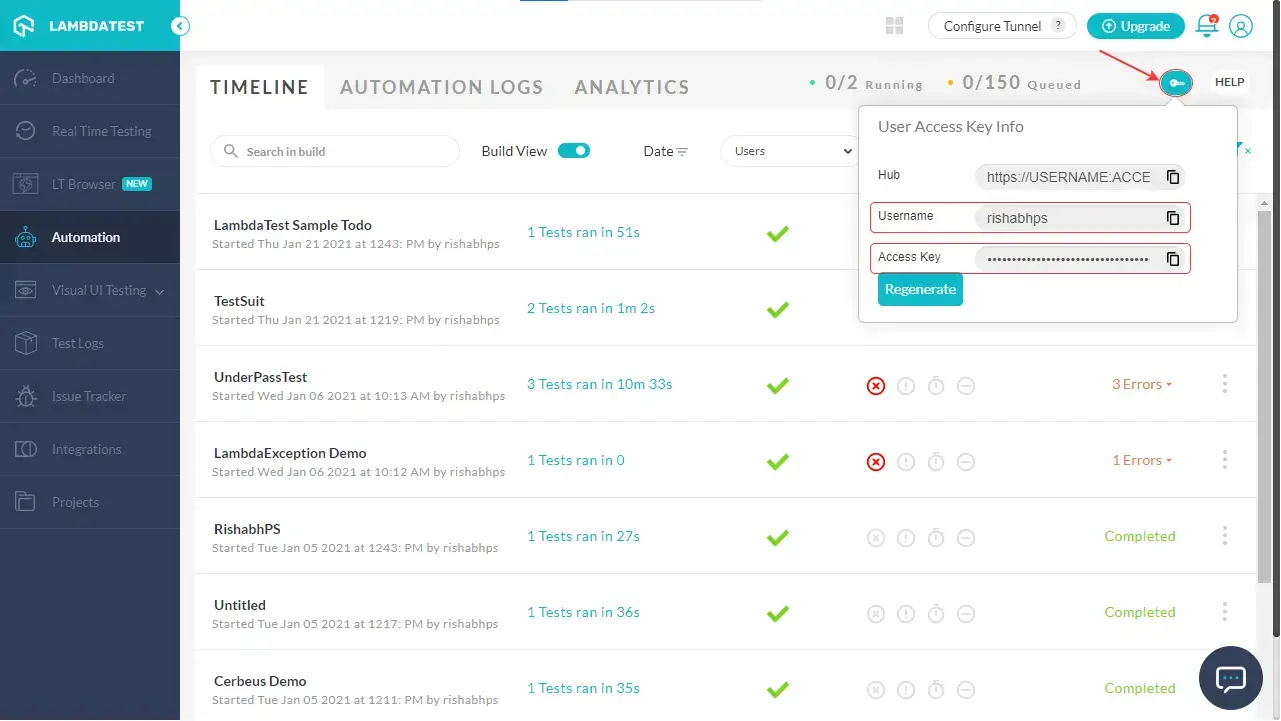 LAMBDATEST
Configure Tunnel ?
Upgrade
Dashboard
Real Time Testing
LT Browser NEW
Automation
Visual UI Testing
Test Logs
Issue Tracker
Integrations
Projects
TIMELINE AUTOMATION LOGS ANALYTICS
0/2 Running 0/150 Queued
HELP
Search in build
Build View
Date
Users
User Access Key Info
Hub https://USERNAME:ACCE
Username rishabhps
Access Key
Regenerate
LambdaTest Sample Todo 1 Tests ran in 51s
Started Thu Jan 21 2021 at 1243: PM by rishabhps
TestSuit 2 Tests ran in 1m 2s
Started Thu Jan 21 2021 at 1219: PM by rishabhps
UnderPassTest 3 Tests ran in 10m 33s 3 Errors
Started Wed Jan 06 2021 at 10:13 AM by rishabhps
LambdaException Demo 1 Tests ran in 0 1 Errors
Started Wed Jan 06 2021 at 10:12 AM by rishabhps
RishabhPS 1 Tests ran in 27s Completed
Started Tue Jan 05 2021 at 1243: PM by rishabhps
Untitled 1 Tests ran in 36s Completed
Started Tue Jan 05 2021 at 1217: PM by rishabhps
Cerbeus Demo 1 Tests ran in 35s Completed
Started Tue Jan 05 2021 at 1211: PM by rishabhps